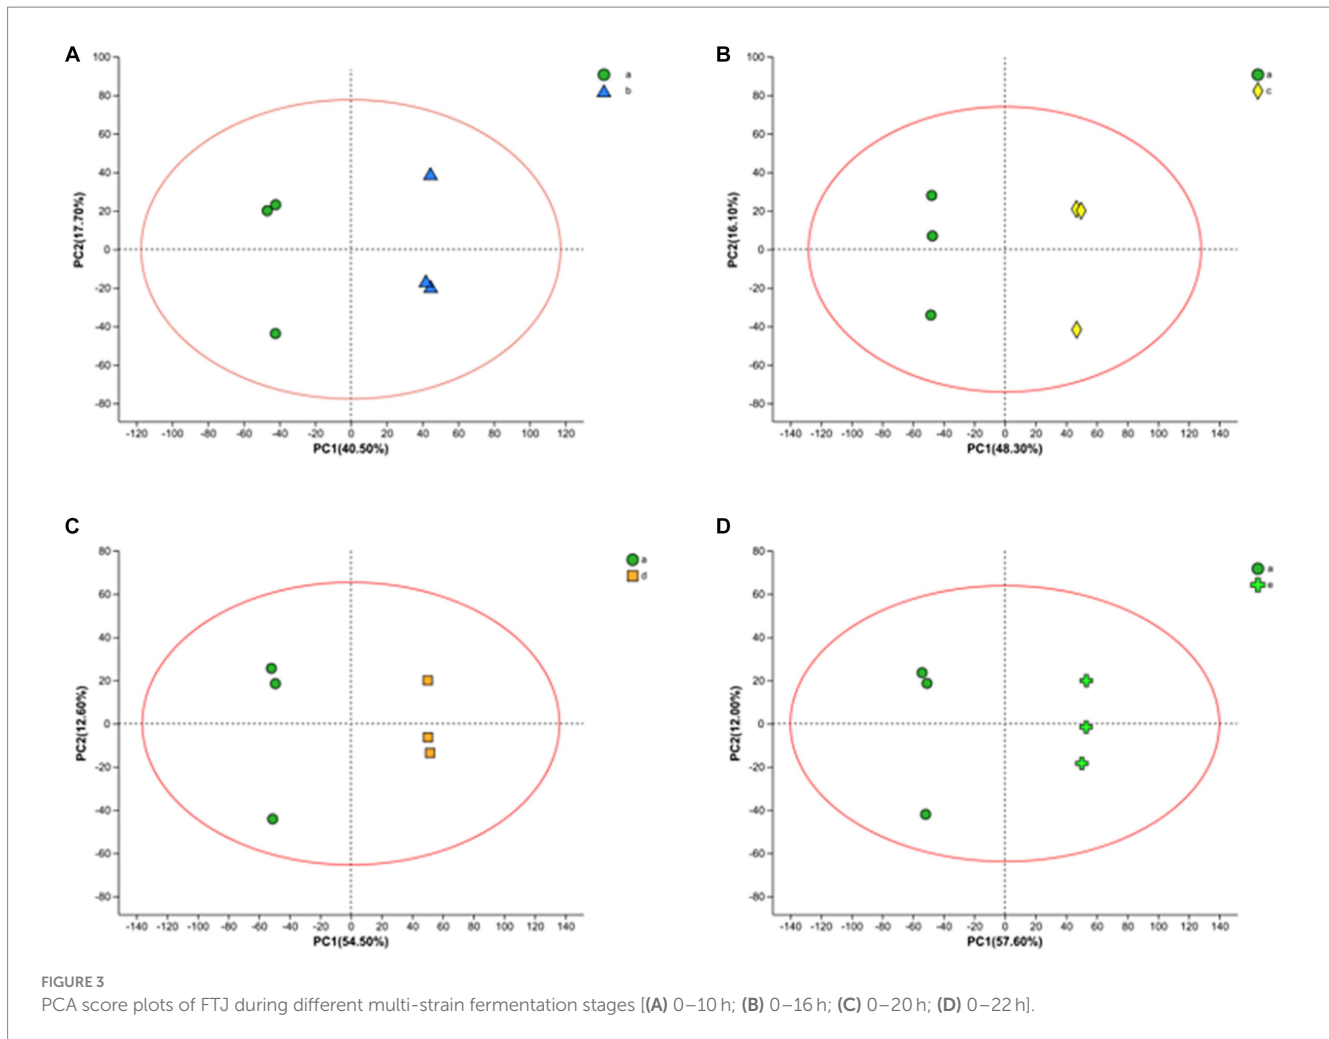 A
100
80
60
40
20
0
-20
-40
-60
-80
-120 -100 -80 -60 -40 -20 0 20 40 60 80 100 120
PC1(40.50%)
PC2(17.70%)
a
b
B
100
80
60
40
20
0
-20
-40
-60
-80
-140 -120 -100 -80 -60 -40 -20 0 20 40 60 80 100 120 140
PC1(48.30%)
PC2(16.10%)
a
c
C
80
60
40
20
0
-20
-40
-60
-80
-140 -120 -100 -80 -60 -40 -20 0 20 40 60 80 100 120 140
PC1(54.50%)
PC2(12.60%)
a
d
D
80
60
40
20
0
-20
-40
-60
-80
-140 -120 -100 -80 -60 -40 -20 0 20 40 60 80 100 120 140
PC1(57.60%)
PC2(12.00%)
a
e
FIGURE 3
PCA score plots of FTJ during different multi-strain fermentation stages [(A) 0–10 h; (B) 0–16 h; (C) 0–20 h; (D) 0–22 h].